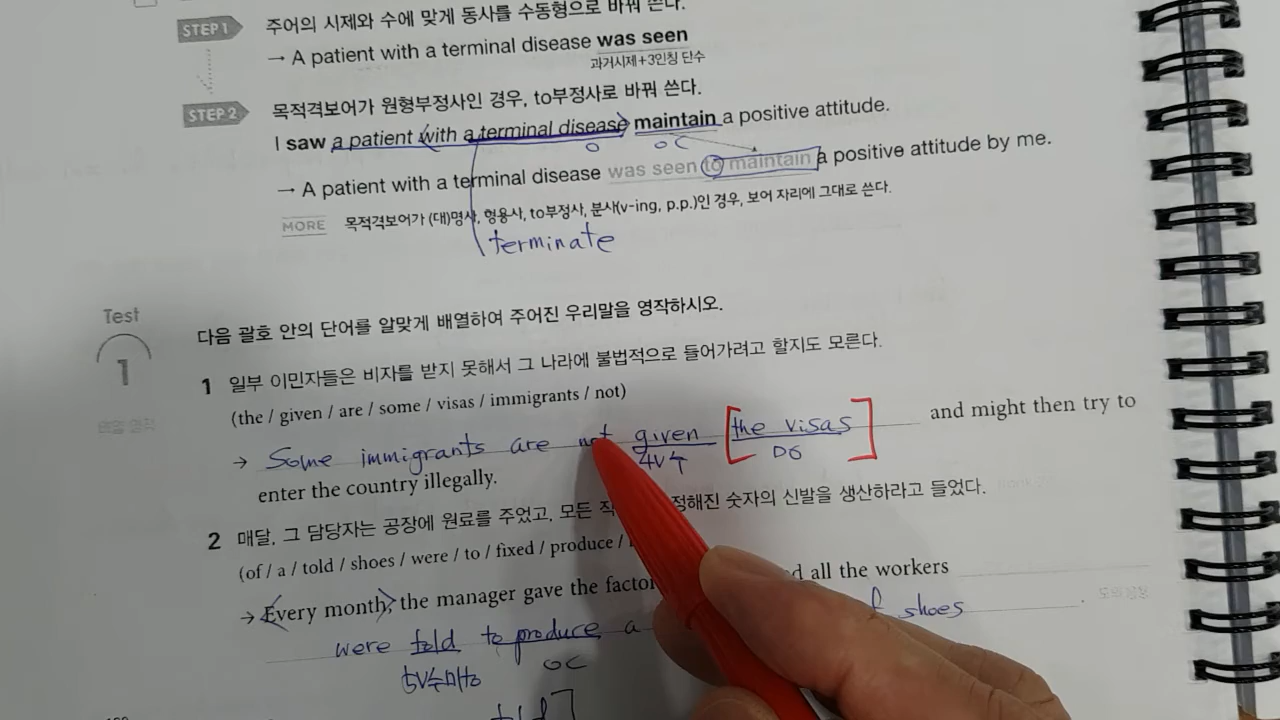 STEP 1 주어의 시제와 수에 맞게 동사를 수동형으로 바꿔 쓴다.
→ A patient with a terminal disease was seen
과거시제+3인칭 단수
STEP 2 목적격보어가 원형부정사인 경우, to부정사로 바꿔 쓴다.
I saw a patient with a terminal disease maintain a positive attitude.
O OC
→ A patient with a terminal disease was seen to maintain a positive attitude by me.
MORE 목적격보어가 (대)명사, 형용사, to부정사, 분사(v-ing, p.p.)인 경우, 보어 자리에 그대로 쓴다.
terminate
Test
1
다음 괄호 안의 단어를 알맞게 배열하여 주어진 우리말을 영작하시오.
1 일부 이민자들은 비자를 받지 못해서 그 나라에 불법적으로 들어가려고 할지도 모른다.
(the / given / are / some / visas / immigrants / not)
→ Some immigrants are not given the visas and might then try to
4V수 DO
enter the country illegally.
2 매달, 그 담당자는 공장에 원료를 주었고, 모든 정해진 숫자의 신발을 생산하라고 들었다.
(of / a / told / shoes / were / to / fixed / produce /
→ Every month, the manager gave the all the workers
were told to produce a shoes
5V수 OC
told